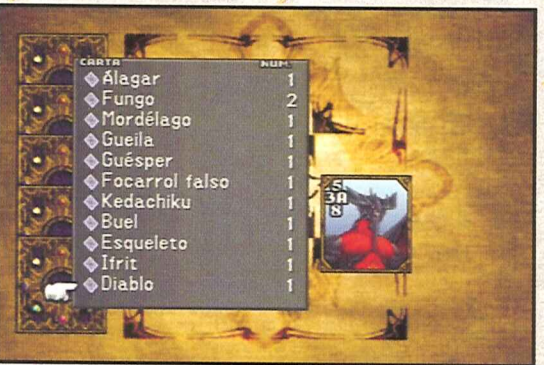 CARTA NUM.
Álagar 1
Fungo 2
Mordélago 1
Gueila 1
Guésper 1
Focarrol falso 1
Kedachiku 1
Buel 1
Esqueleto 1
Ifrit 1
Diablo 1
5
3A
8